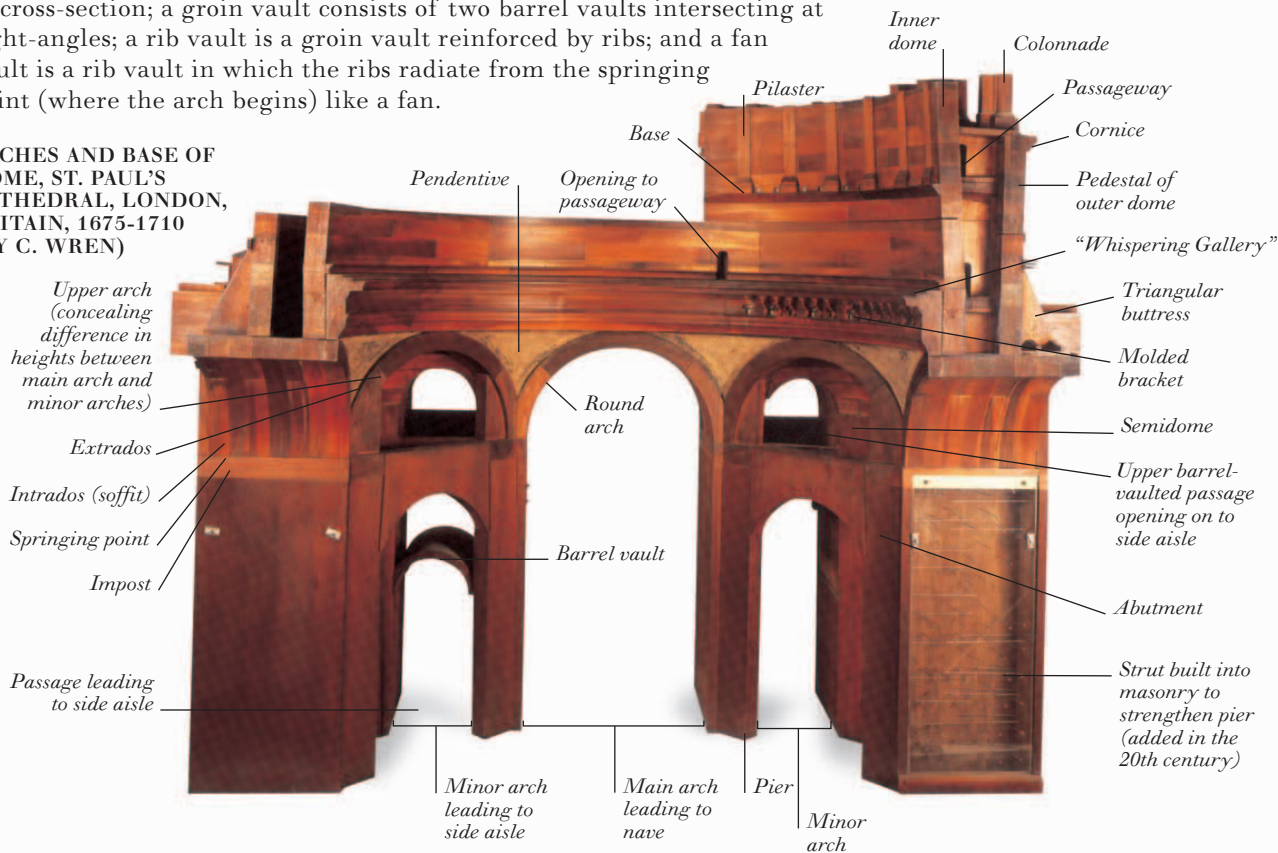 cross-section; a groin vault consists of two barrel vaults intersecting at
ght-angles; a rib vault is a groin vault reinforced by ribs; and a fan
ult is a rib vault in which the ribs radiate from the springing
int (where the arch begins) like a fan.
CHES AND BASE OF
OME, ST. PAUL'S
THEDRAL, LONDON,
ITAIN, 1675-1710
Y C. WREN)
Inner
dome
Colonnade
Pilaster
Passageway
Base
Cornice
Pendentive
Opening to
passageway
Pedestal of
outer dome
“Whispering Gallery”
Upper arch
(concealing
difference in
heights between
main arch and
minor arches)
Triangular
buttress
Molded
bracket
Round
arch
Semidome
Extrados
Intrados (soffit)
Upper barrel-
vaulted passage
opening on to
side aisle
Springing point
Barrel vault
Impost
Abutment
Passage leading
to side aisle
Strut built into
masonry to
strengthen pier
(added in the
20th century)
Minor arch
leading to
side aisle
Main arch
leading to
nave
Pier
Minor
arch